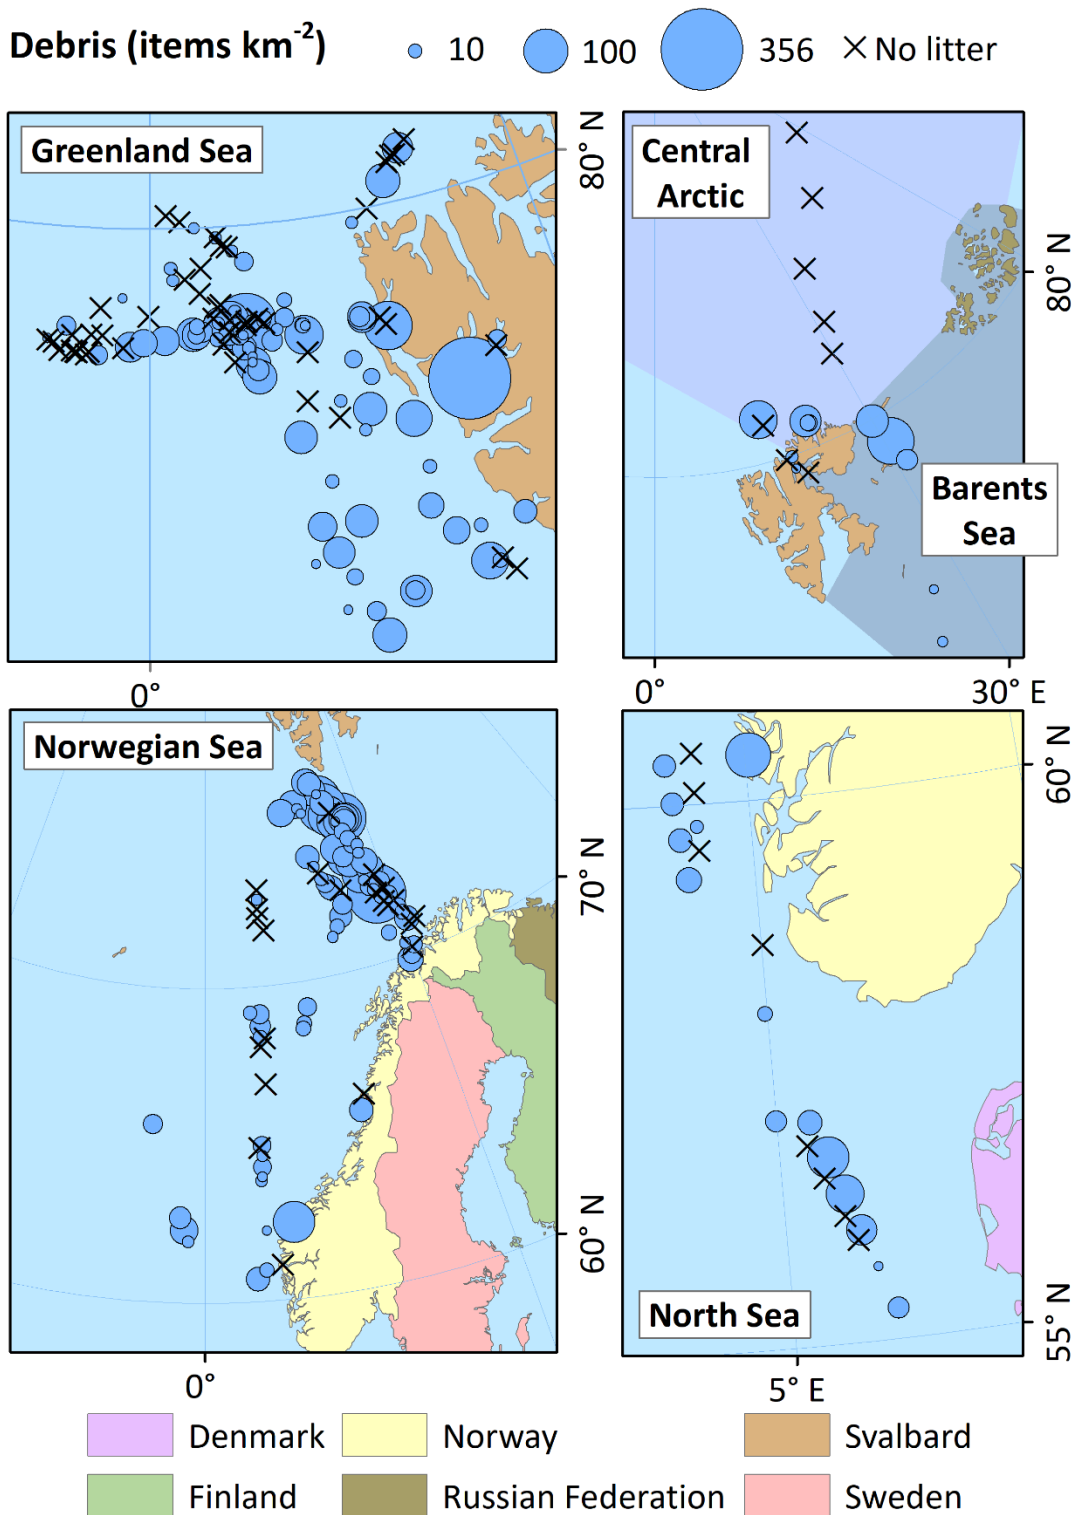 Debris (items km⁻²) 10 100 356 No litter
Greenland Sea
80° N
0°
Central
Arctic
80° N
Barents
Sea
0° 30° E
Norwegian Sea
70° N
60° N
0°
60° N
North Sea
55° N
5° E
Denmark Norway Svalbard
Finland Russian Federation Sweden